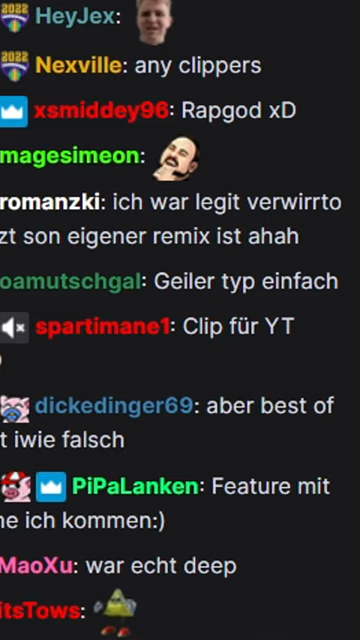 HeyJex:
Nexville: any clippers
xsmiddey96: Rapgod xD
magesimeon:
romanzki: ich war legit verwirrto
zt son eigener remix ist ahah
oamutschgal: Geiler typ einfach
spartimane1: Clip für YT
dickedinger69: aber best of
t iwie falsch
PiPaLanken: Feature mit
ne ich kommen:)
MaoXu: war echt deep
itsTows: